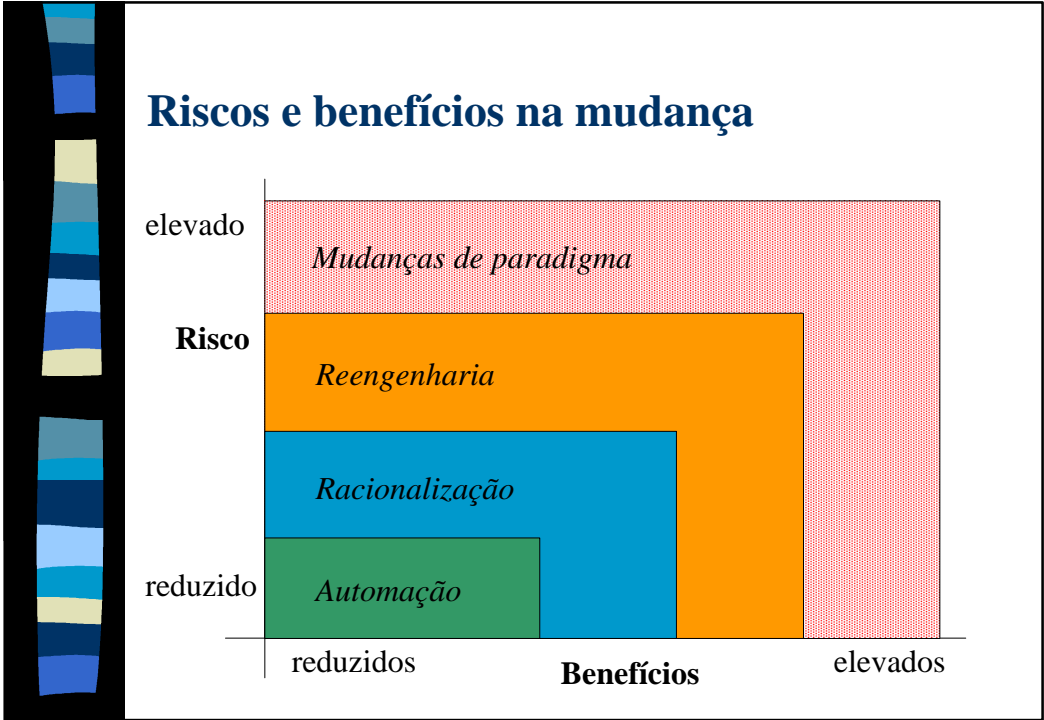 Riscos e benefícios na mudança
elevado
Mudanças de paradigma
Risco
Reengenharia
Racionalização
reduzido
Automação
reduzidos
Benefícios
elevados